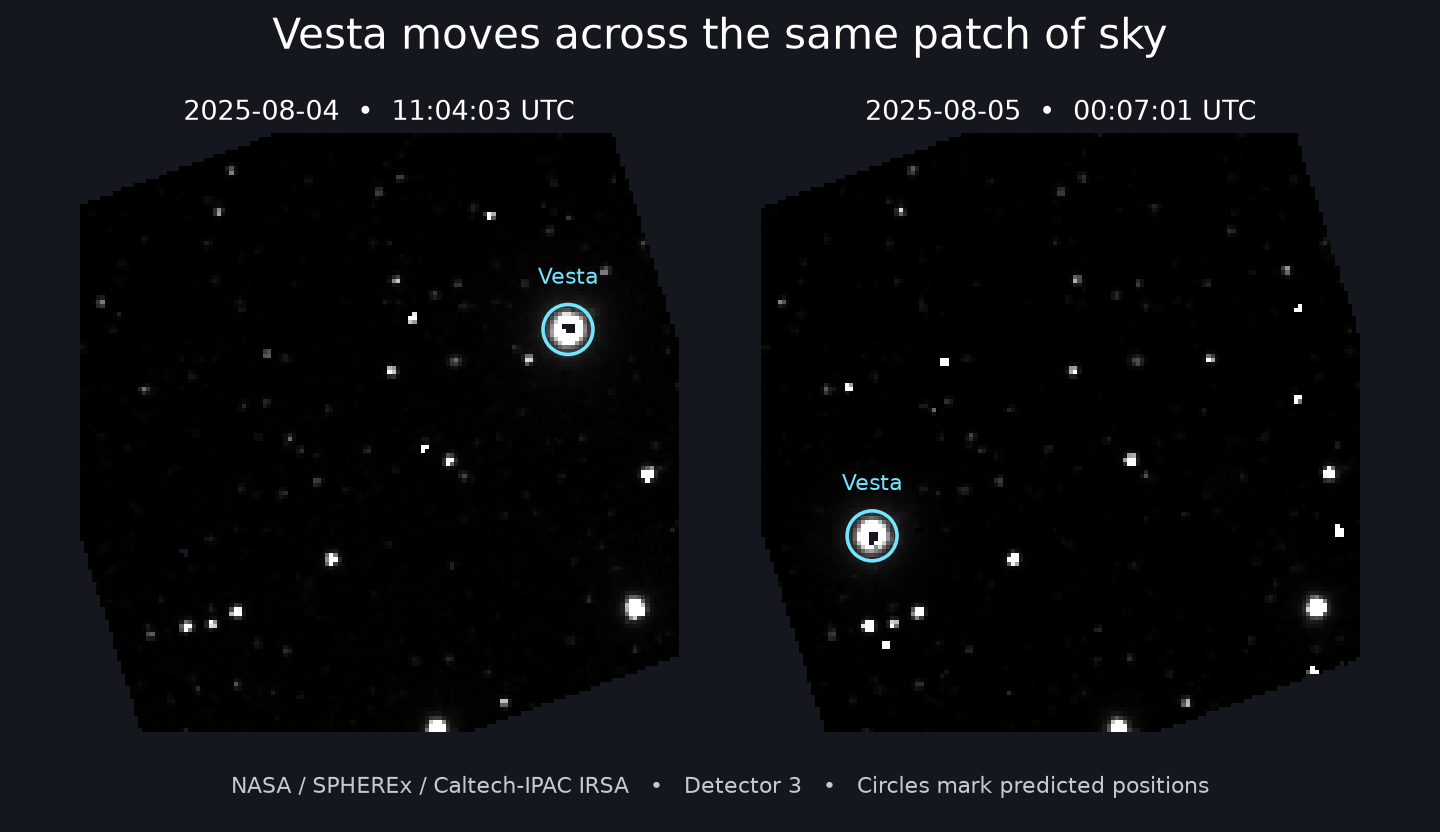 Vesta moves across the same patch of sky
2025-08-04 • 11:04:03 UTC
2025-08-05 • 00:07:01 UTC
Vesta
Vesta
NASA / SPHEREx / Caltech-IPAC IRSA • Detector 3 • Circles mark predicted positions